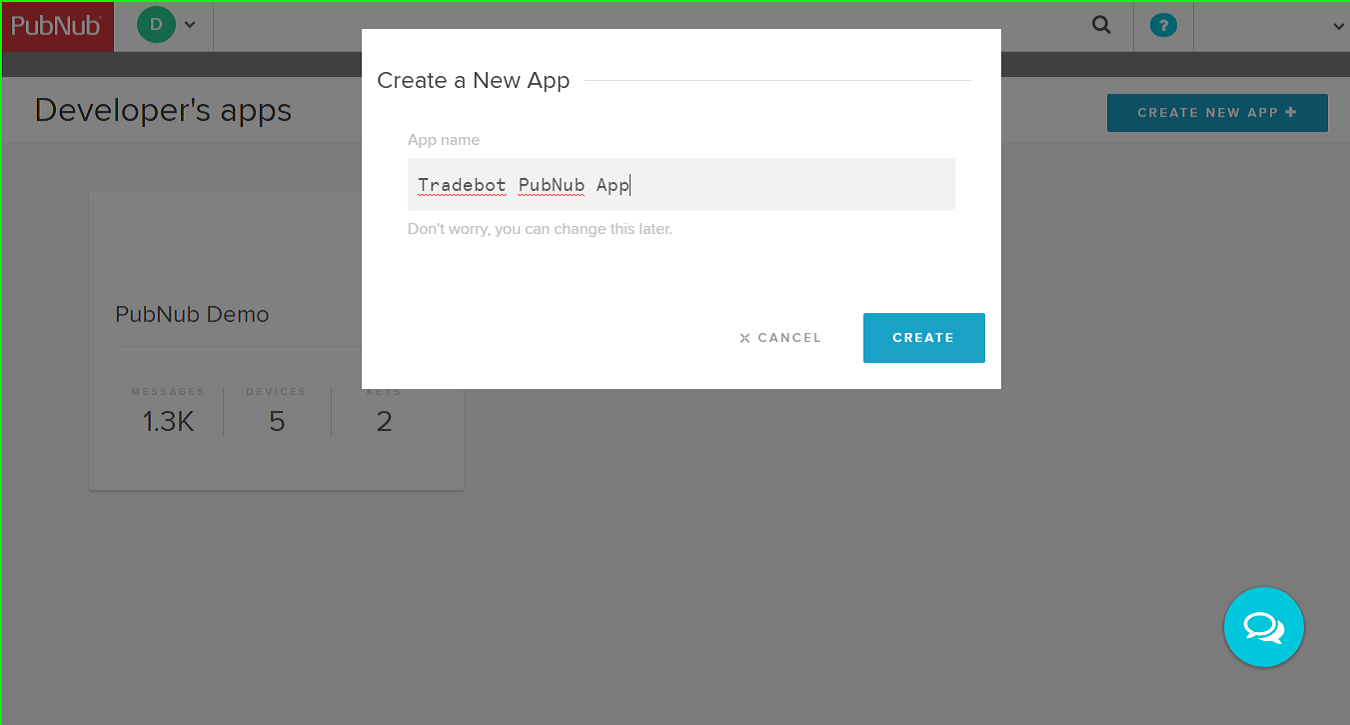 PubNub
D
?
Create a New App
Developer's apps
CREATE NEW APP +
App name
Tradebot PubNub App
Don't worry, you can change this later.
PubNub Demo
× CANCEL
CREATE
MESSAGES DEVICES KEYS
1.3K 5 2